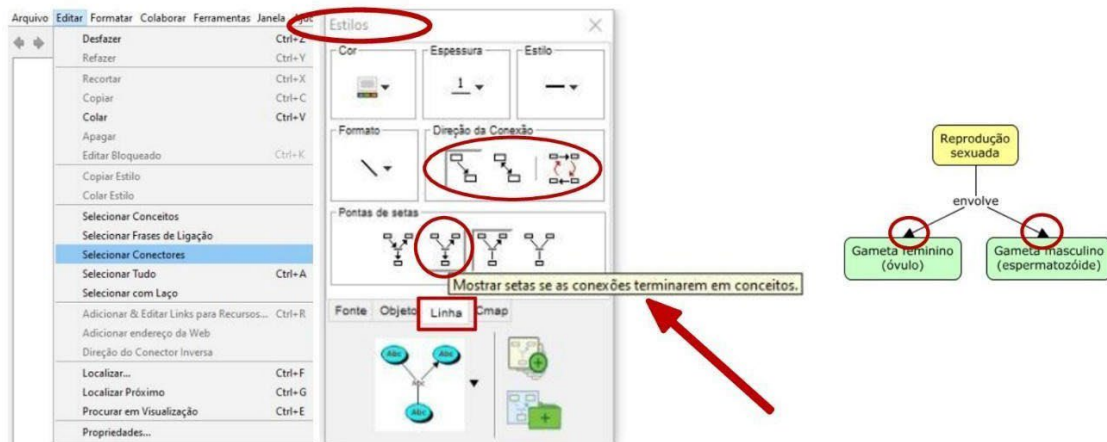 Arquivo Editar Formatar Colaborar Ferramentas Janela
Desfazer Ctrl+Z
Refazer Ctrl+Y
Recortar Ctrl+X
Copiar Ctrl+C
Colar Ctrl+V
Apagar
Editar Bloqueado Ctrl+K
Copiar Estilo
Colar Estilo
Selecionar Conceitos
Selecionar Frases de Ligação
Selecionar Conectores
Selecionar Tudo Ctrl+A
Selecionar com Laço
Adicionar & Editar Links para Recursos... Ctrl+R
Adicionar endereço da Web
Direção do Conector Inversa
Localizar... Ctrl+F
Localizar Próximo Ctrl+G
Procurar em Visualização Ctrl+E
Propriedades...
Estilos
Cor Espessura Estilo
1
Formato Direção da Conexão
Pontas de setas
Mostrar setas se as conexões terminarem em conceitos.
Fonte Objeto Linha Cmap
Abc Abc
Abc
Abc
Reprodução
sexuada
envolve
Gameta feminino
(óvulo)
Gameta masculino
(espermatozóide)